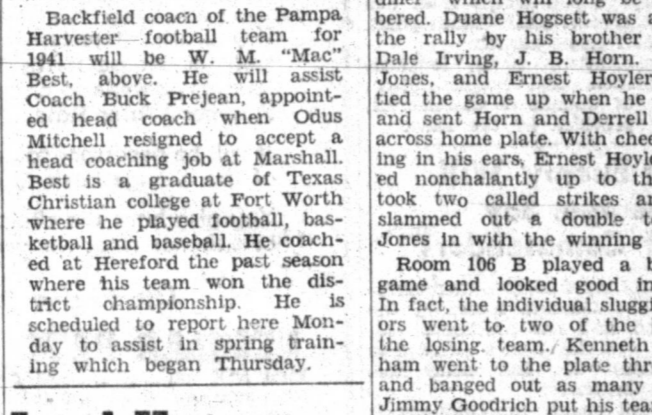 Backfield coach of the Pampa
Harvester football team for
1941 will be W. M. "Mac"
Best, above. He will assist
Coach Buck Prejean, appoint-
ed head coach when Odus
Mitchell resigned to accept a
head coaching job at Marshall.
Best is a graduate of Texas
Christian college at Fort Worth
where he played football, bas-
ketball and baseball. He coach-
ed at Hereford the past season
where his team won the dis-
trict championship. He is
scheduled to report here Mon-
day to assist in spring train-
ing which began Thursday.
bered. Duane Hogsett was
the rally by his brother
Dale Irving, J. B. Horn.
Jones, and Ernest Hoyler
tied the game up when he
and sent Horn and Derrell
across home plate. With chee
ing in his ears, Ernest Hoyle
ed nonchalantly up to th
took two called strikes an
slammed out a double t
Jones in with the winning
Room 106 B played a b
game and looked good in
In fact, the individual sluggi
ors went to two of the
the losing team. Kenneth
ham went to the plate thr
and banged out as many
Jimmy Goodrich put his tea